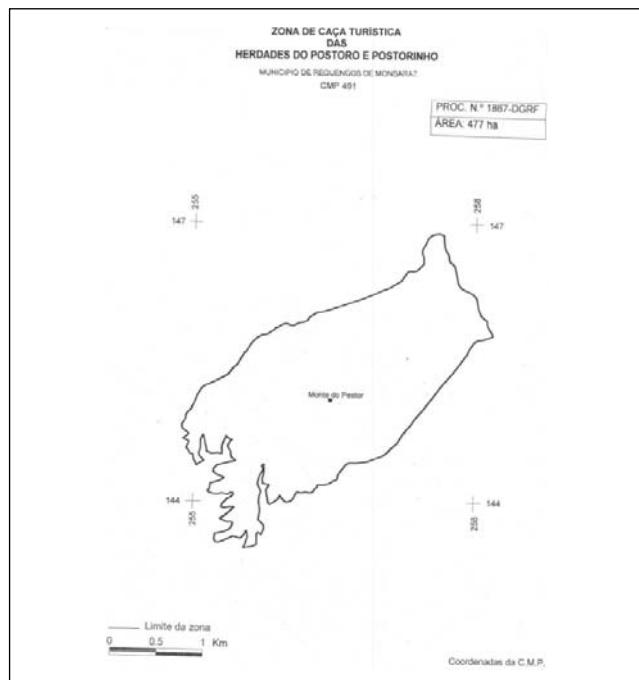 ZONA DE CAÇA TURÍSTICA
DAS
HERDADES DO POSTORO E POSTORINHO
MUNICÍPIO DE REGUENGOS DE MONSARAZ
CMP 491
PROC. N.º 1867-DGRF
ÁREA: 477 ha
255
258
147
147
Monte do Pestor
144
144
255
258
Limite da zona
0 0.5 1 Km
Coordenadas da C.M.P.